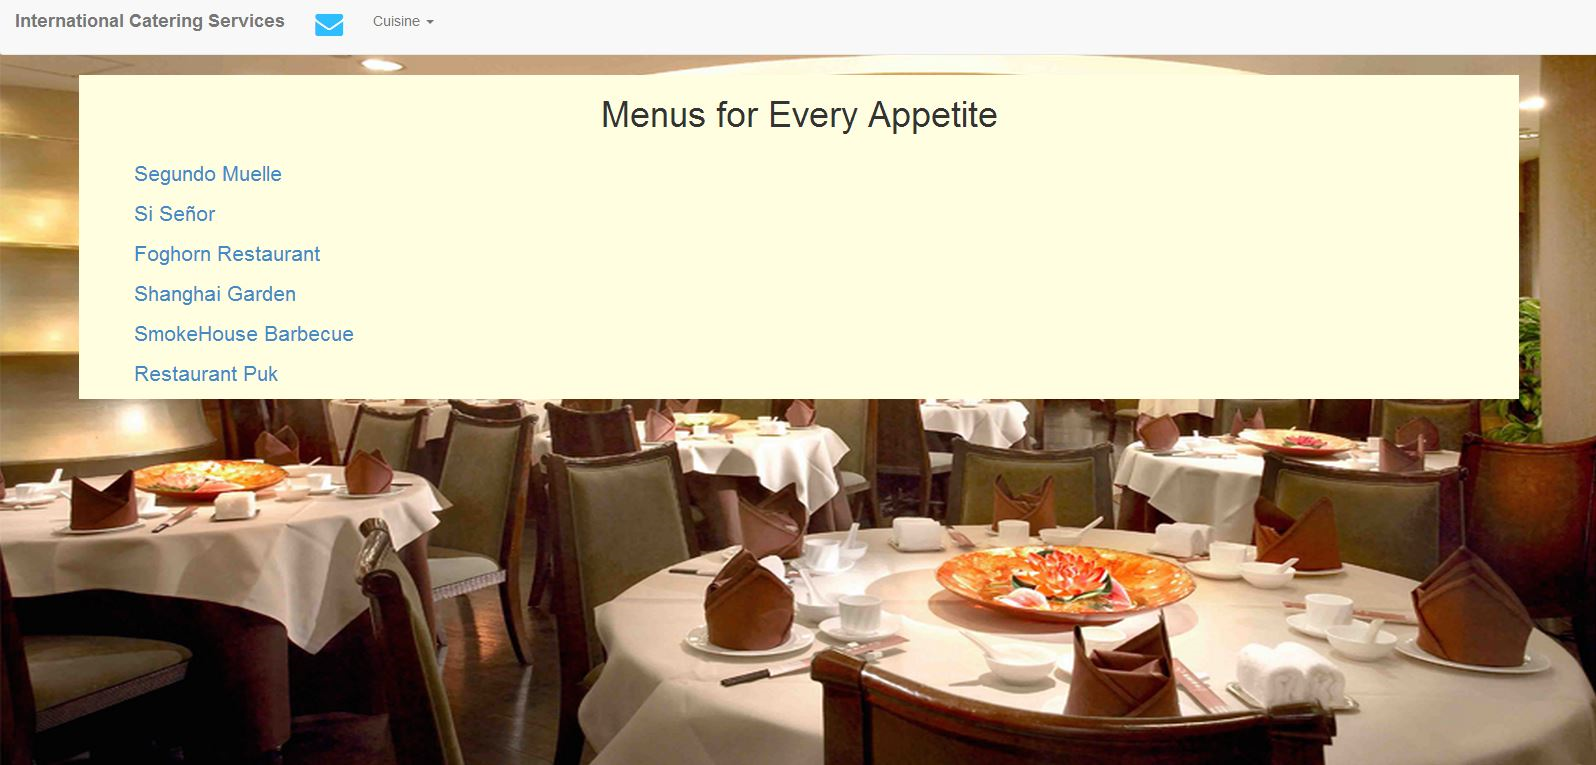 International Catering Services Cuisine
Menus for Every Appetite
Segundo Muelle
Si Señor
Foghorn Restaurant
Shanghai Garden
SmokeHouse Barbecue
Restaurant Puk